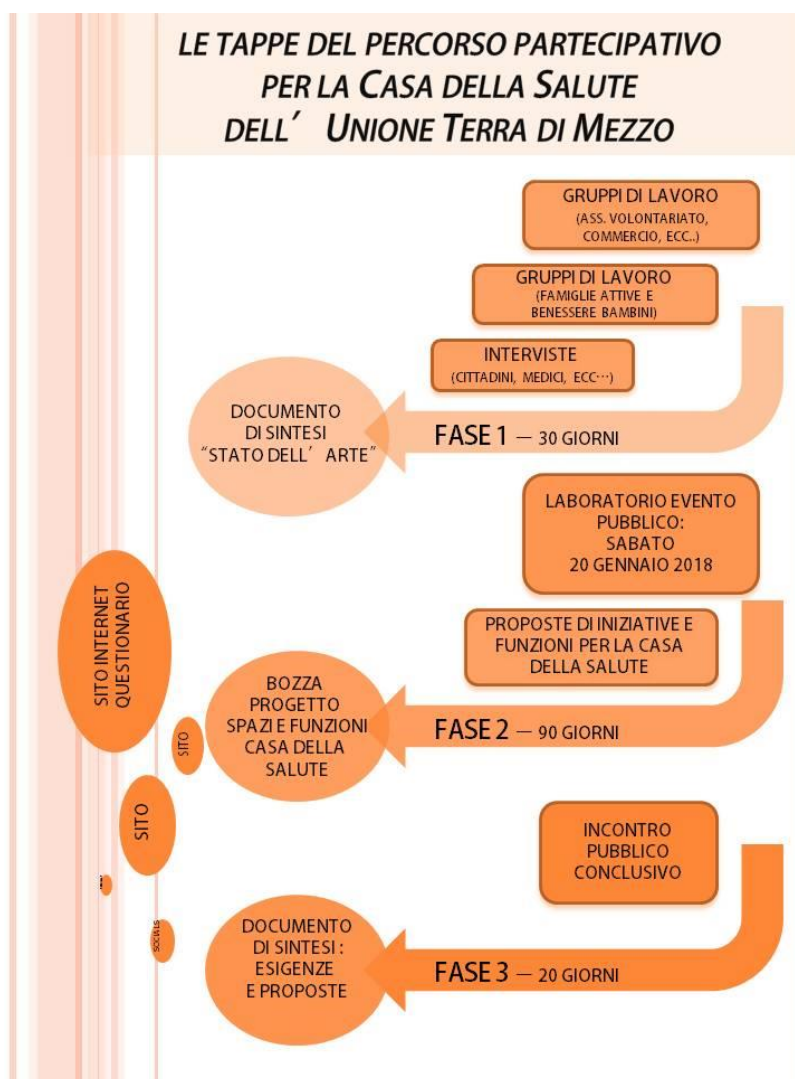 LE TAPPE DEL PERCORSO PARTECIPATIVO
PER LA CASA DELLA SALUTE
DELL' UNIONE TERRA DI MEZZO
GRUPPI DI LAVORO
(ASS. VOLONTARIATO,
COMMERCIO, ECC..)
GRUPPI DI LAVORO
(FAMIGLIE ATTIVE E
BENESSERE BAMBINI)
INTERVISTE
(CITTADINI, MEDICI, ECC…)
DOCUMENTO
DI SINTESI
“STATO DELL' ARTE”
FASE 1 – 30 GIORNI
LABORATORIO EVENTO
PUBBLICO:
SABATO
20 GENNAIO 2018
PROPOSTE DI INIZIATIVE E
FUNZIONI PER LA CASA
DELLA SALUTE
SITO INTERNET
QUESTIONARIO
BOZZA
PROGETTO
SPAZI E FUNZIONI
CASA DELLA
SALUTE
FASE 2 – 90 GIORNI
SITO
SITO
INCONTRO
PUBBLICO
CONCLUSIVO
SOCIALS
DOCUMENTO
DI SINTESI :
ESIGENZE
E PROPOSTE
FASE 3 – 20 GIORNI